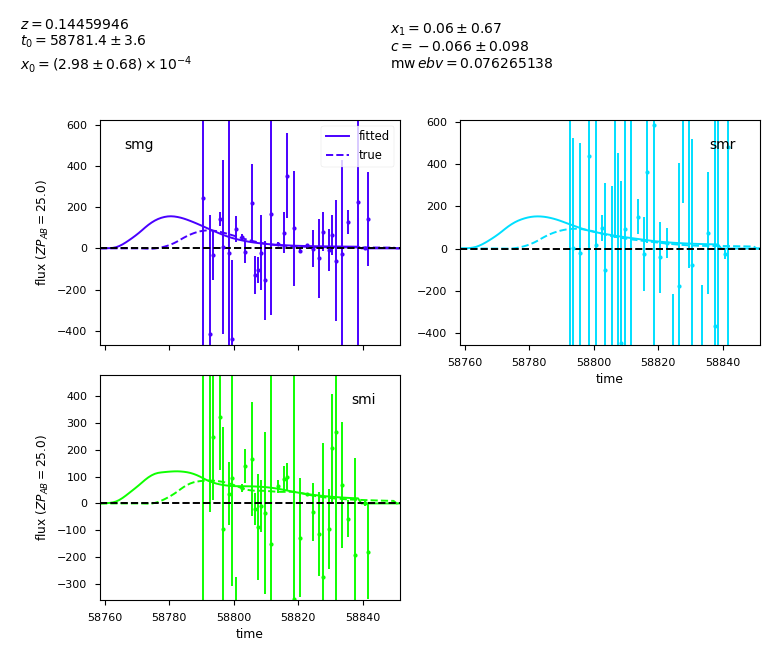 z = 0.14459946
t₀ = 58781.4 ± 3.6
x₀ = (2.98 ± 0.68) × 10⁻⁴
x₁ = 0.06 ± 0.67
c = −0.066 ± 0.098
mw ebv = 0.076265138
smg
fitted
true
600
400
200
0
−200
−400
flux (ZP_AB = 25.0)
smr
600
400
200
0
−200
−400
58760 58780 58800 58820 58840
time
smi
400
300
200
100
0
−100
−200
−300
flux (ZP_AB = 25.0)
58760 58780 58800 58820 58840
time